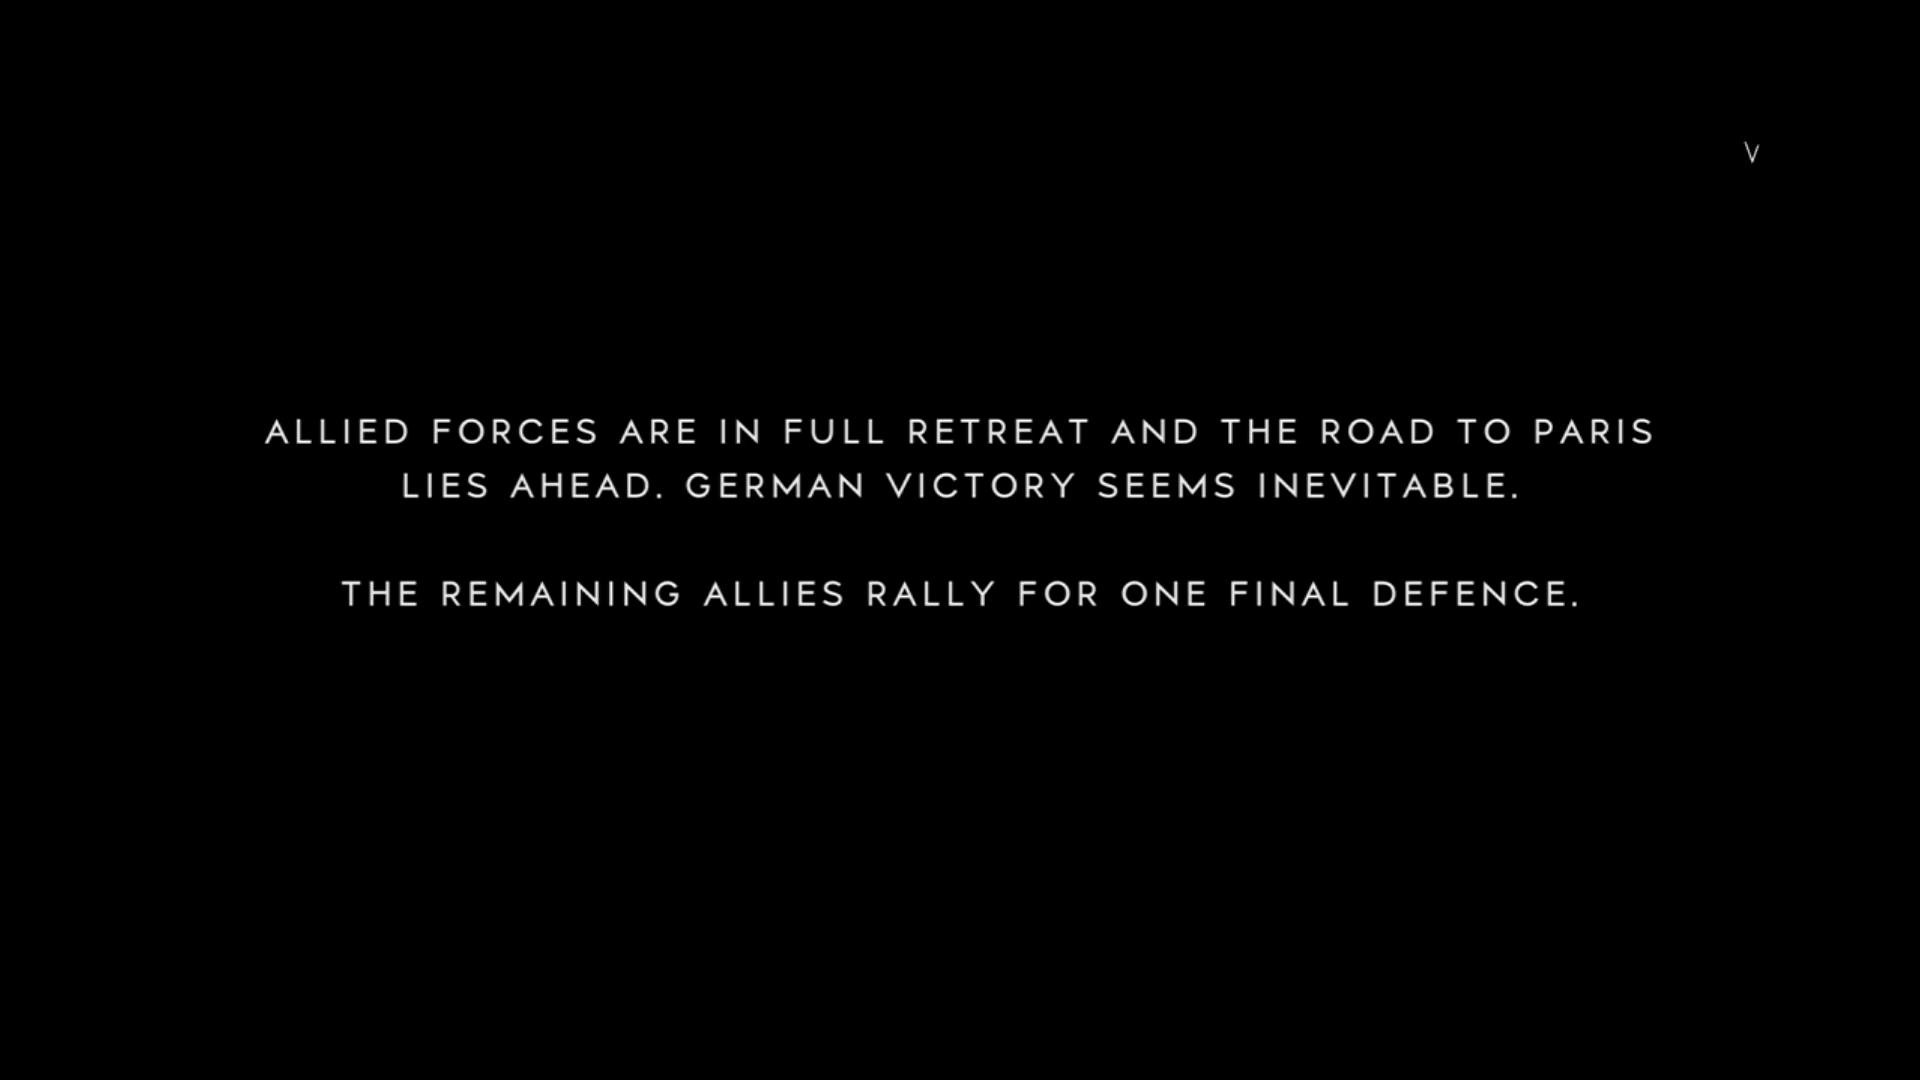 V
ALLIED FORCES ARE IN FULL RETREAT AND THE ROAD TO PARIS
LIES AHEAD. GERMAN VICTORY SEEMS INEVITABLE.
THE REMAINING ALLIES RALLY FOR ONE FINAL DEFENCE.